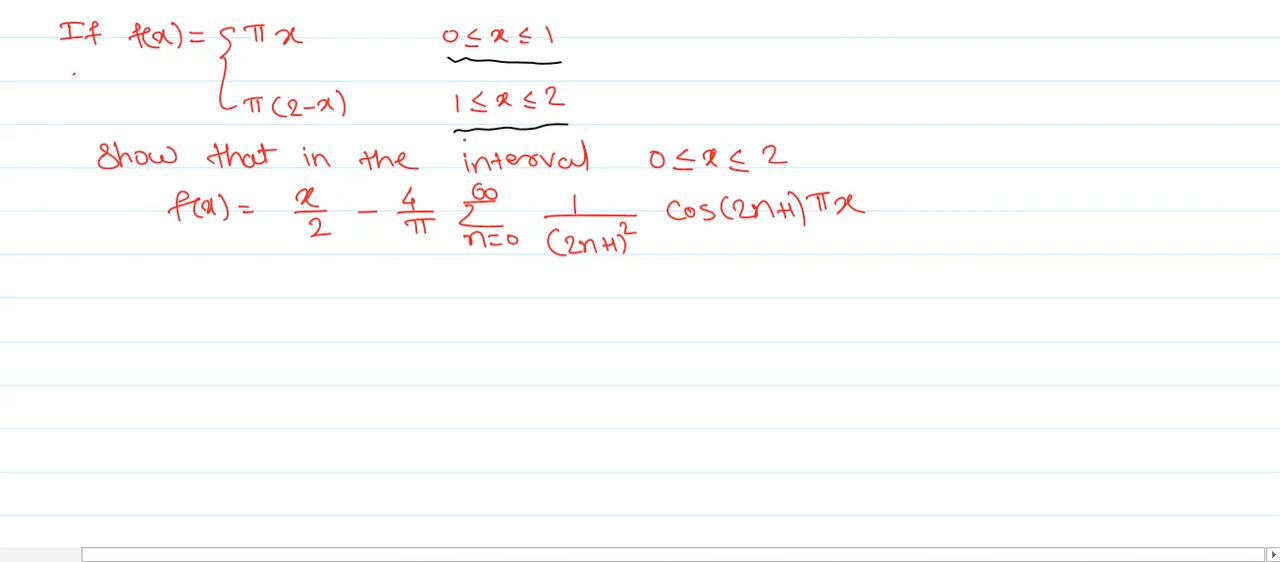 If f(x) = { πx 0 ≤ x ≤ 1
π(2-x) 1 ≤ x ≤ 2
Show that in the interval 0 ≤ x ≤ 2
f(x) = x/2 - 4/π ∑_{n=0}^{∞} 1/(2n+1)² cos(2n+1)πx